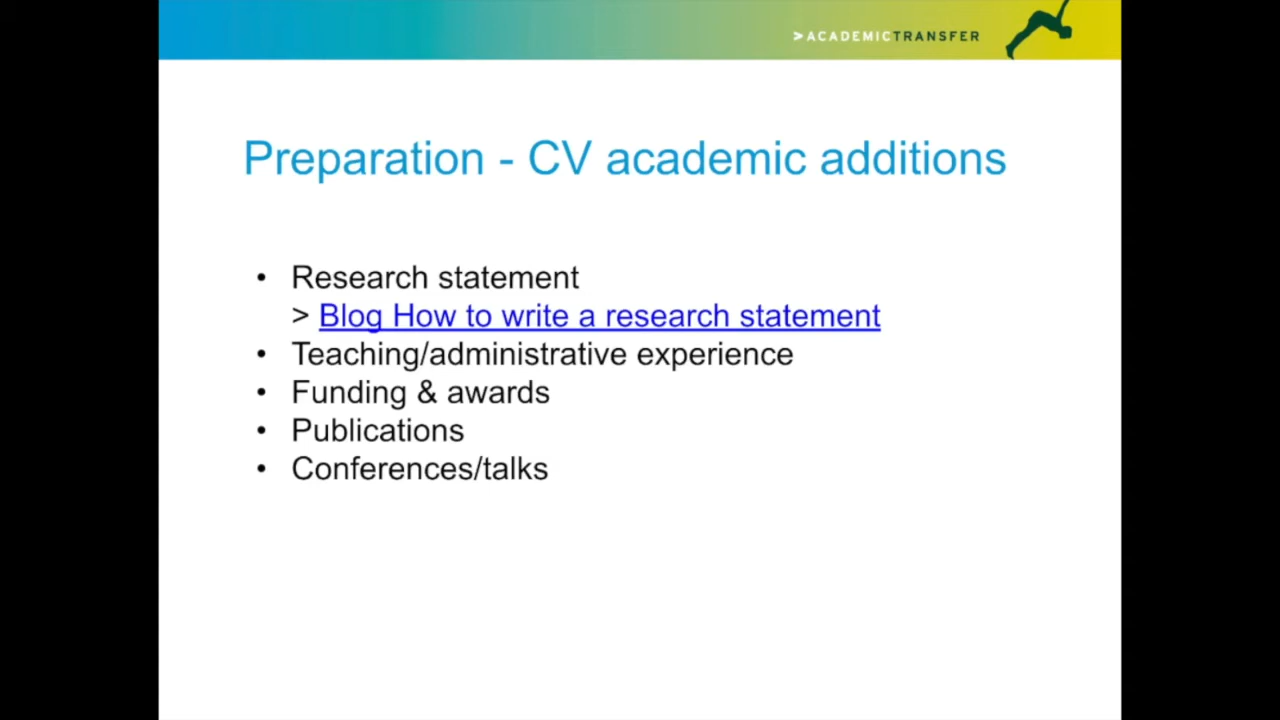 >ACADEMICTRANSFER
Preparation - CV academic additions
• Research statement
> Blog How to write a research statement
• Teaching/administrative experience
• Funding & awards
• Publications
• Conferences/talks